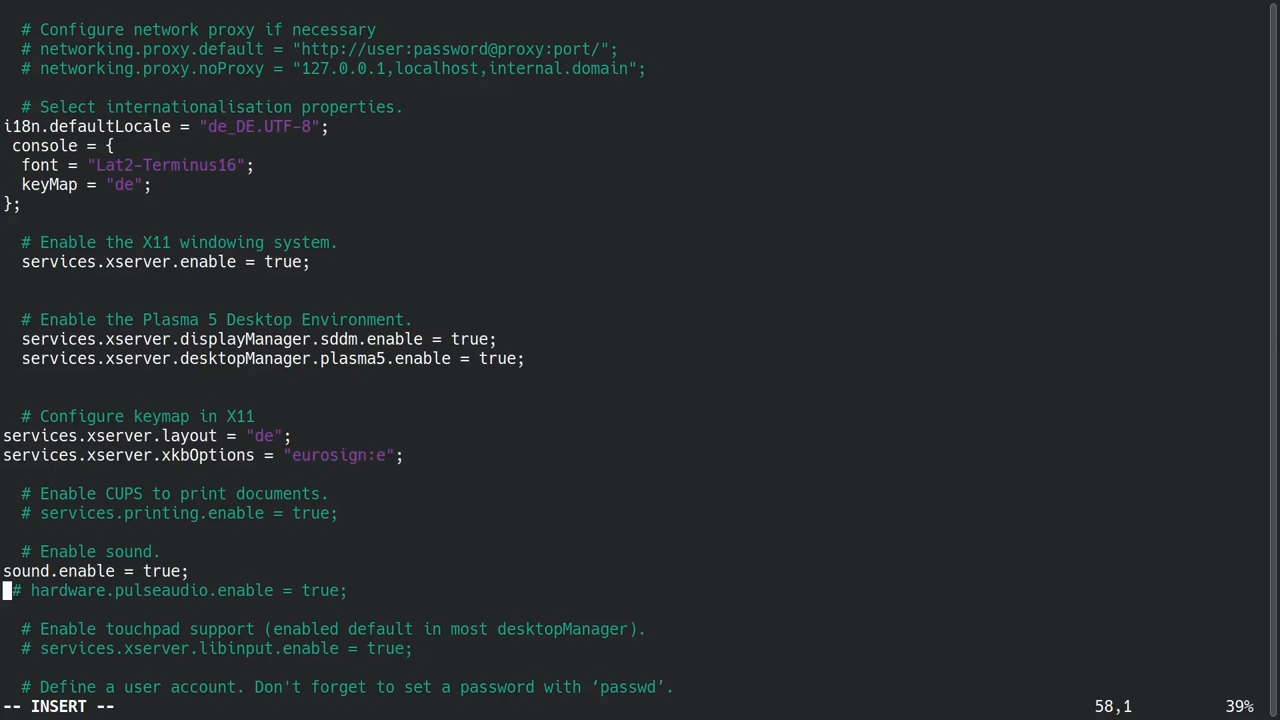 # Configure network proxy if necessary
# networking.proxy.default = "http://user:password@proxy:port/";
# networking.proxy.noProxy = "127.0.0.1,localhost,internal.domain";
# Select internationalisation properties.
i18n.defaultLocale = "de_DE.UTF-8";
console = {
font = "Lat2-Terminus16";
keyMap = "de";
};
# Enable the X11 windowing system.
services.xserver.enable = true;
# Enable the Plasma 5 Desktop Environment.
services.xserver.displayManager.sddm.enable = true;
services.xserver.desktopManager.plasma5.enable = true;
# Configure keymap in X11
services.xserver.layout = "de";
services.xserver.xkbOptions = "eurosign:e";
# Enable CUPS to print documents.
# services.printing.enable = true;
# Enable sound.
sound.enable = true;
# hardware.pulseaudio.enable = true;
# Enable touchpad support (enabled default in most desktopManager).
# services.xserver.libinput.enable = true;
# Define a user account. Don't forget to set a password with ‘passwd’.
-- INSERT -- 58,1 39%